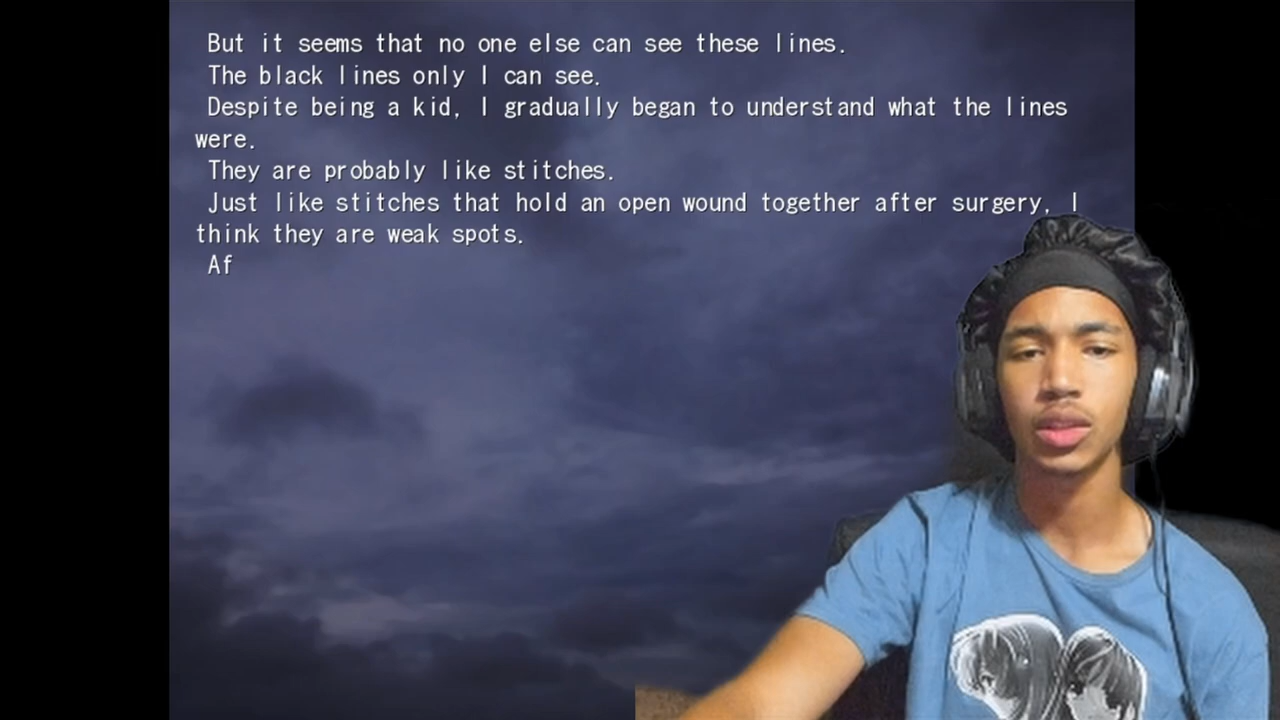 But it seems that no one else can see these lines.
The black lines only I can see.
Despite being a kid, I gradually began to understand what the lines
were.
They are probably like stitches.
Just like stitches that hold an open wound together after surgery, I
think they are weak spots.
Af